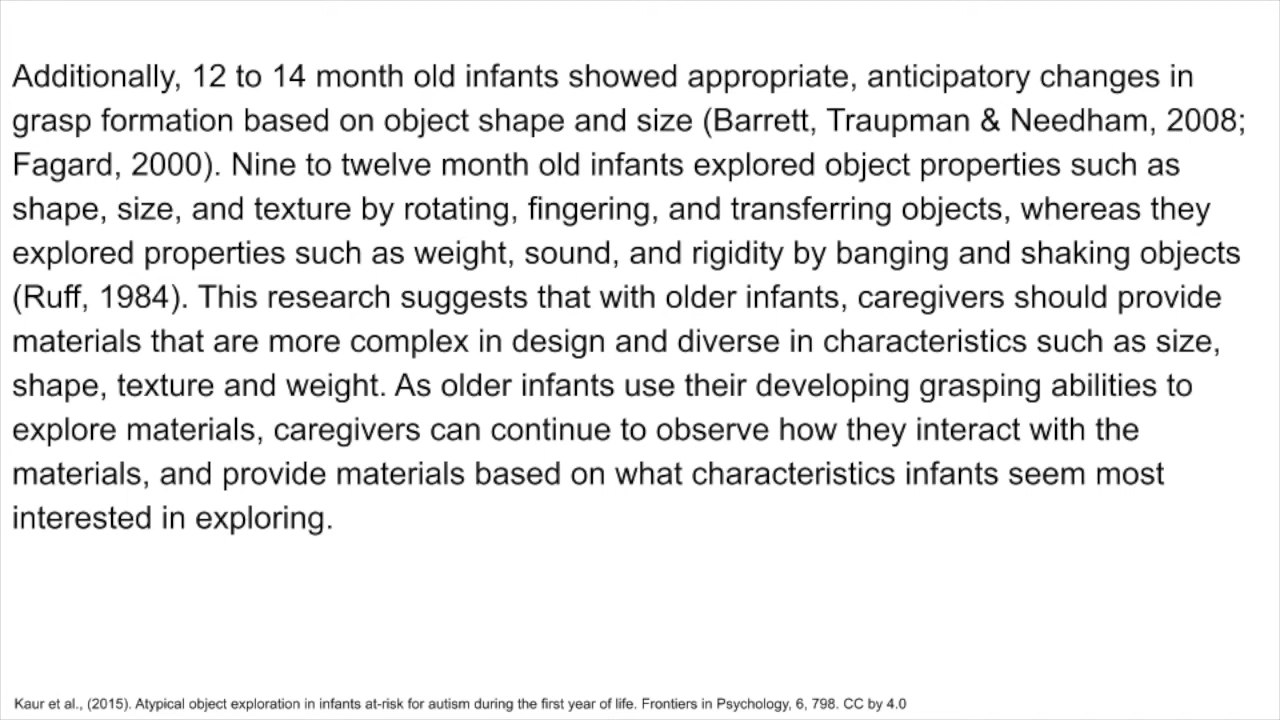 Additionally, 12 to 14 month old infants showed appropriate, anticipatory changes in
grasp formation based on object shape and size (Barrett, Traupman & Needham, 2008;
Fagard, 2000). Nine to twelve month old infants explored object properties such as
shape, size, and texture by rotating, fingering, and transferring objects, whereas they
explored properties such as weight, sound, and rigidity by banging and shaking objects
(Ruff, 1984). This research suggests that with older infants, caregivers should provide
materials that are more complex in design and diverse in characteristics such as size,
shape, texture and weight. As older infants use their developing grasping abilities to
explore materials, caregivers can continue to observe how they interact with the
materials, and provide materials based on what characteristics infants seem most
interested in exploring.
Kaur et al., (2015). Atypical object exploration in infants at-risk for autism during the first year of life. Frontiers in Psychology, 6, 798. CC by 4.0